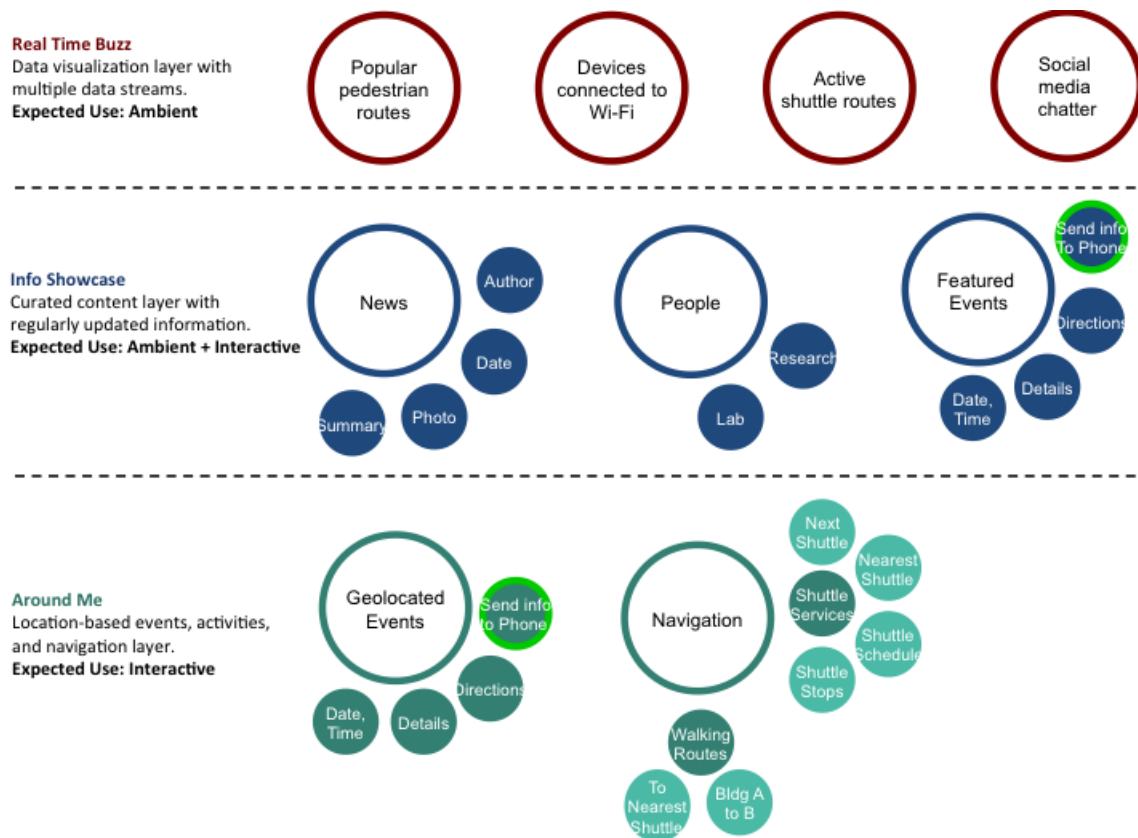 Real Time Buzz
Data visualization layer with
multiple data streams.
Expected Use: Ambient
Popular
pedestrian
routes
Devices
connected to
Wi-Fi
Active
shuttle routes
Social
media
chatter
Info Showcase
Curated content layer with
regularly updated information.
Expected Use: Ambient + Interactive
News
Author
Date
Photo
Summary
People
Research
Lab
Featured
Events
Send info
To Phone
Directions
Details
Date,
Time
Around Me
Location-based events, activities,
and navigation layer.
Expected Use: Interactive
Geolocated
Events
Send info
to Phone
Directions
Details
Date,
Time
Navigation
Next
Shuttle
Nearest
Shuttle
Shuttle
Services
Shuttle
Schedule
Shuttle
Stops
Walking
Routes
To
Nearest
Shuttle
Bldg A
to B